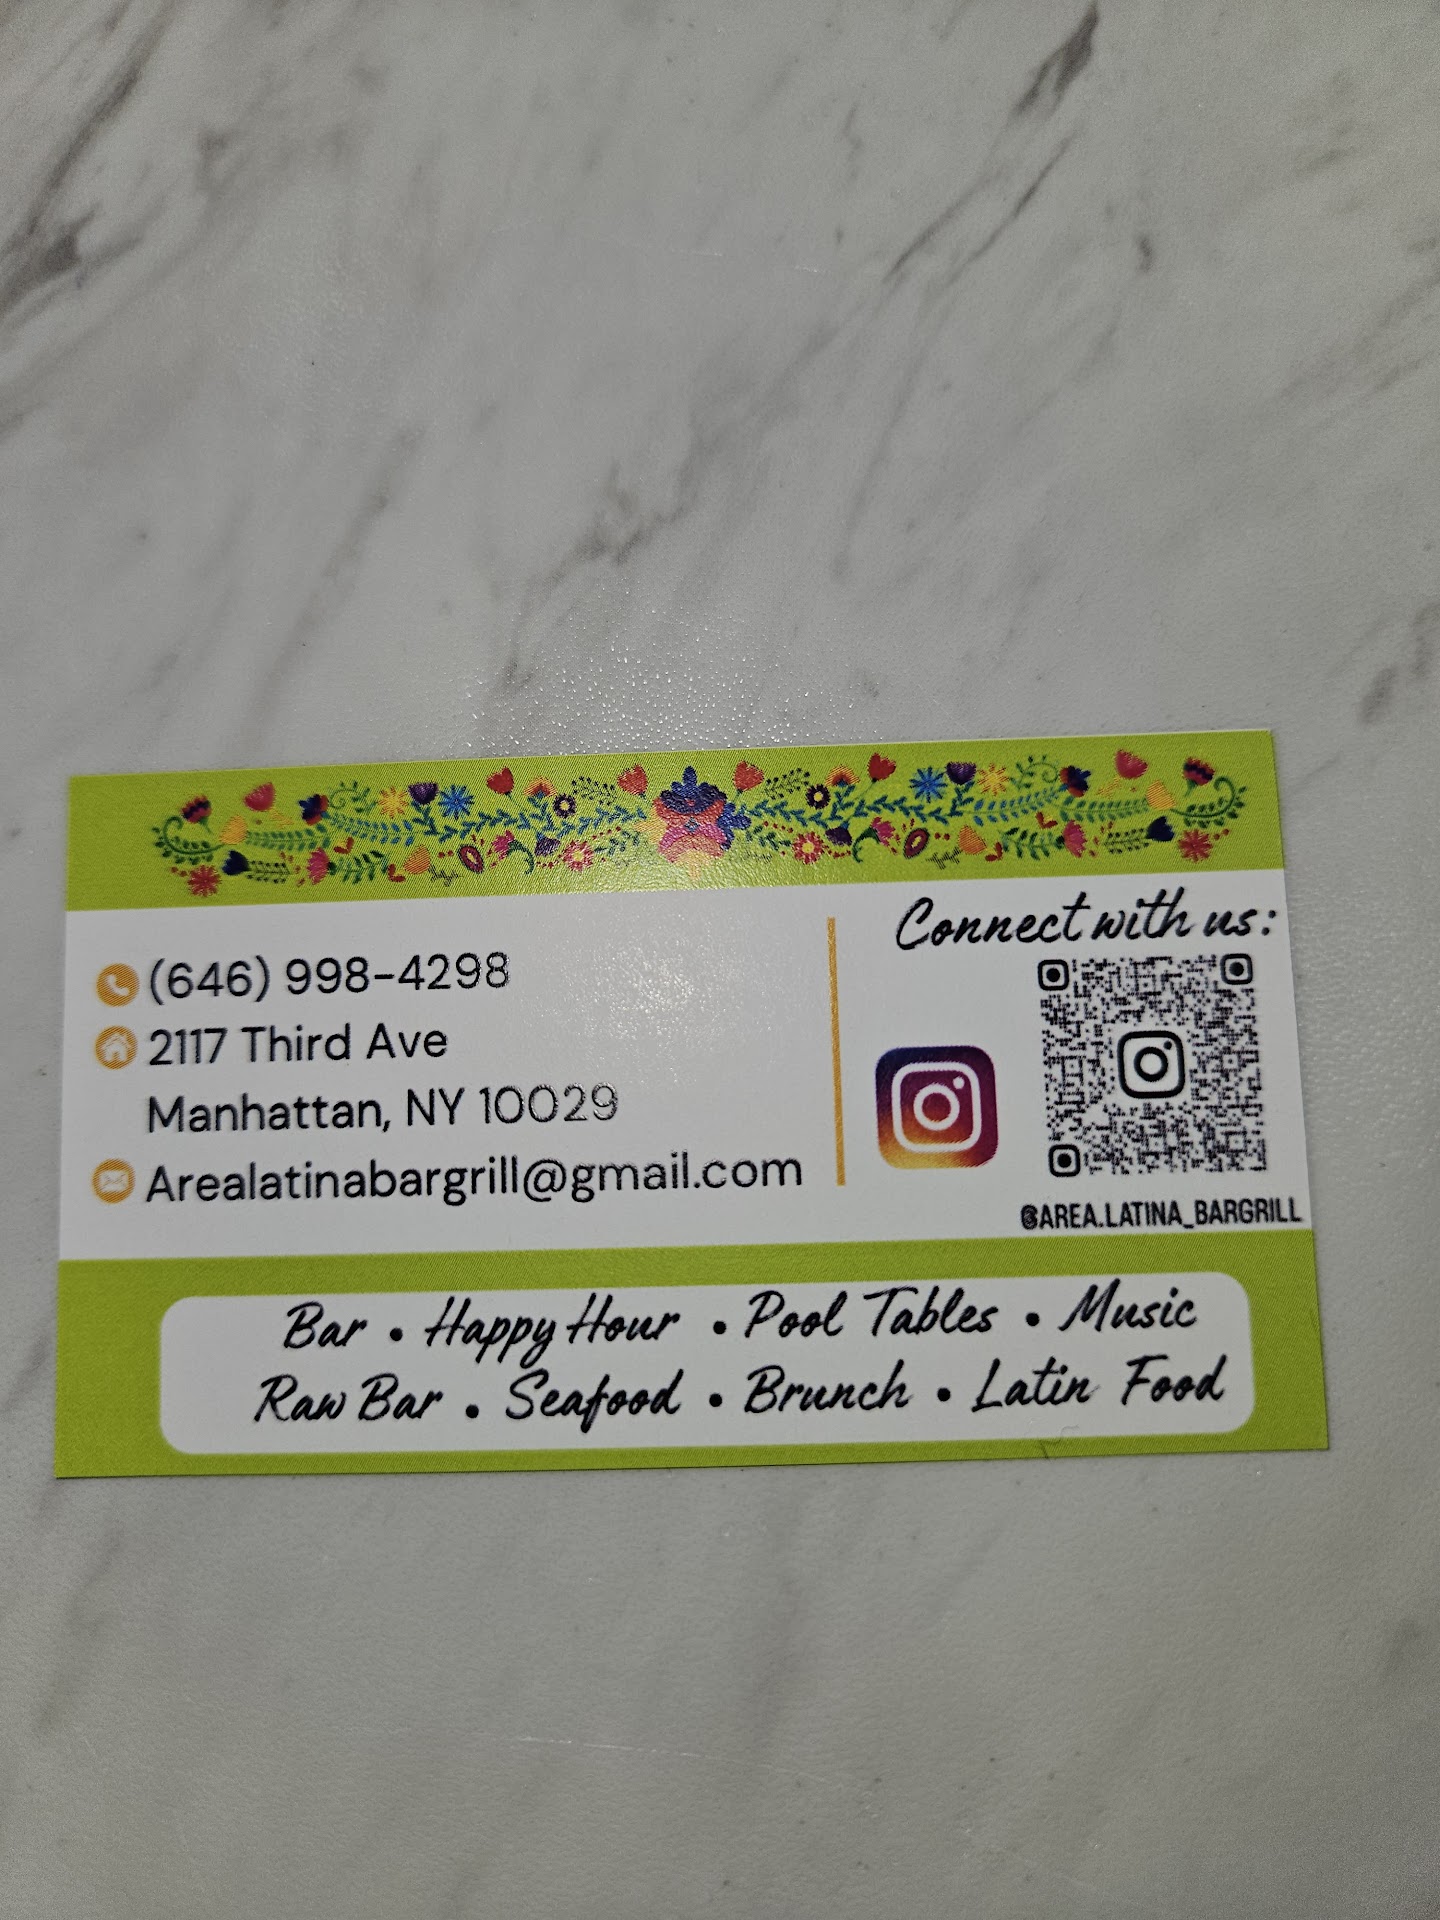 (646) 998-4298
2117 Third Ave
Manhattan, NY 10029
Arealatinabargrill@gmail.com
Connect with us:
@AREA.LATINA_BARGRILL
Bar • Happy Hour • Pool Tables • Music
Raw Bar • Seafood • Brunch • Latin Food